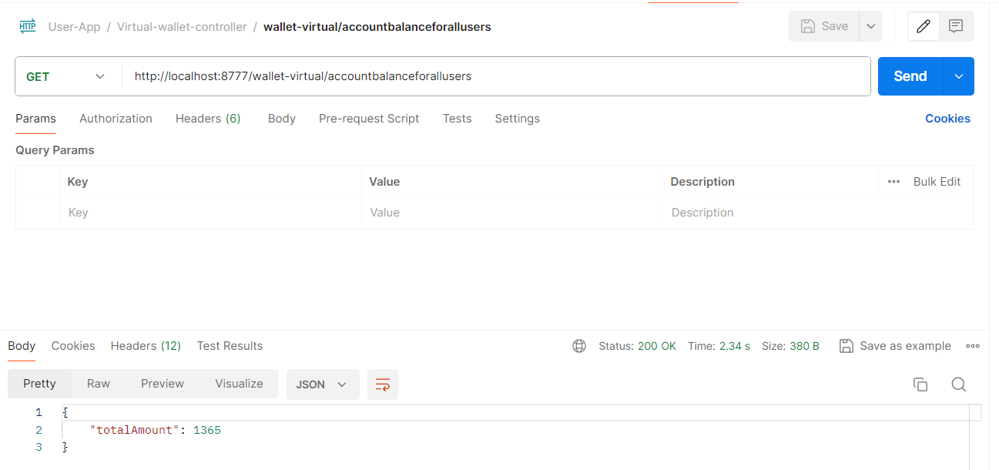 HTTP User-App / Virtual-wallet-controller / wallet-virtual/accountbalanceforallusers Save
GET http://localhost:8777/wallet-virtual/accountbalanceforallusers Send
Params Authorization Headers (6) Body Pre-request Script Tests Settings Cookies
Query Params
Key Value Description Bulk Edit
Key Value Description
Body Cookies Headers (12) Test Results Status: 200 OK Time: 2.34 s Size: 380 B Save as example
Pretty Raw Preview Visualize JSON
1 {
2 "totalAmount": 1365
3 }